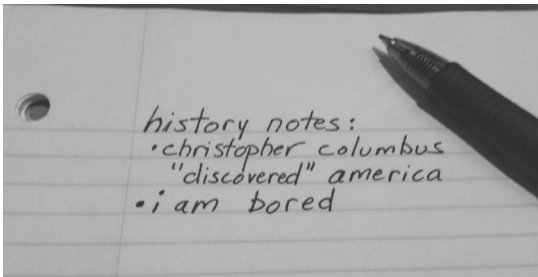 history notes:
• christopher columbus
"discovered" america
• i am bored